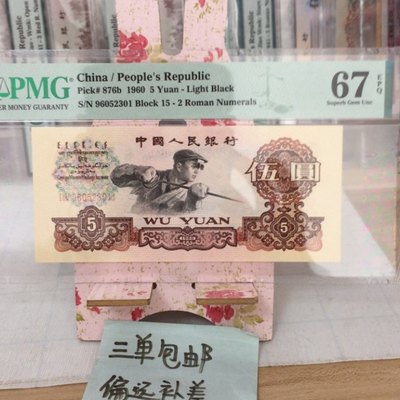 PMG
China / People's Republic
Pick# 876b 1960 5 Yuan - Light Black
S/N 96052301 Block 15 - 2 Roman Numerals
67 EPQ
Superb Gem Unc
中國人民銀行
伍圓
5
WU YUAN
5
三单包邮
偏远补差